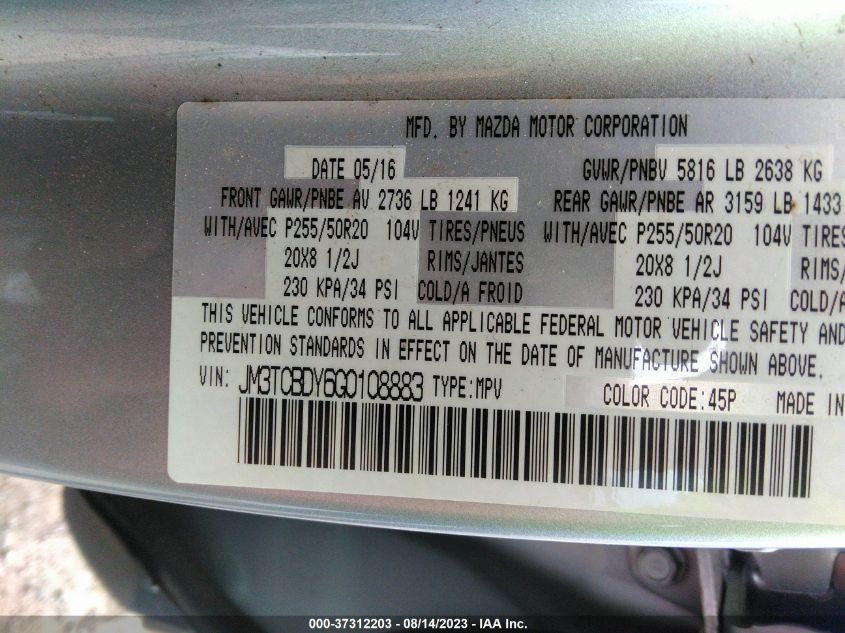 MFD. BY MAZDA MOTOR CORPORATION
DATE 05/16 GVWR/PNBV 5816 LB 2638 KG
FRONT GAWR/PNBE AV 2736 LB 1241 KG REAR GAWR/PNBE AR 3159 LB 1433
WITH/AVEC P255/50R20 104V TIRES/PNEUS WITH/AVEC P255/50R20 104V TIRES
20X8 1/2J RIMS/JANTES 20X8 1/2J RIMS/
230 KPA/34 PSI COLD/A FROID 230 KPA/34 PSI COLD/A
THIS VEHICLE CONFORMS TO ALL APPLICABLE FEDERAL MOTOR VEHICLE SAFETY AND
PREVENTION STANDARDS IN EFFECT ON THE DATE OF MANUFACTURE SHOWN ABOVE.
VIN: JM3TCBDY6G0108883 TYPE:MPV COLOR CODE:45P MADE IN
000-37312203 - 08/14/2023 - IAA Inc.